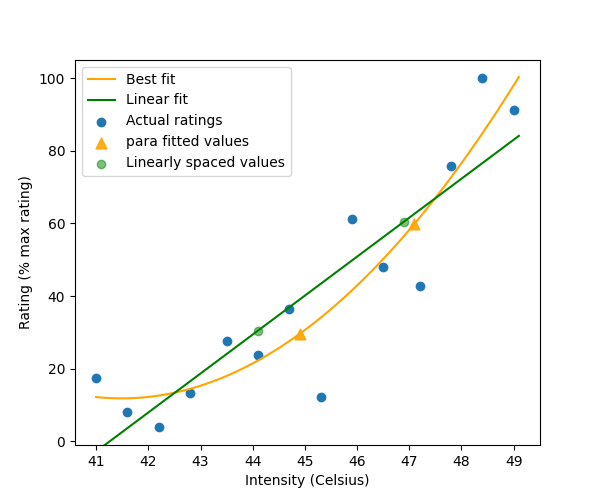 Best fit
Linear fit
Actual ratings
para fitted values
Linearly spaced values
100
80
60
40
20
0
Rating (% max rating)
41 42 43 44 45 46 47 48 49
Intensity (Celsius)